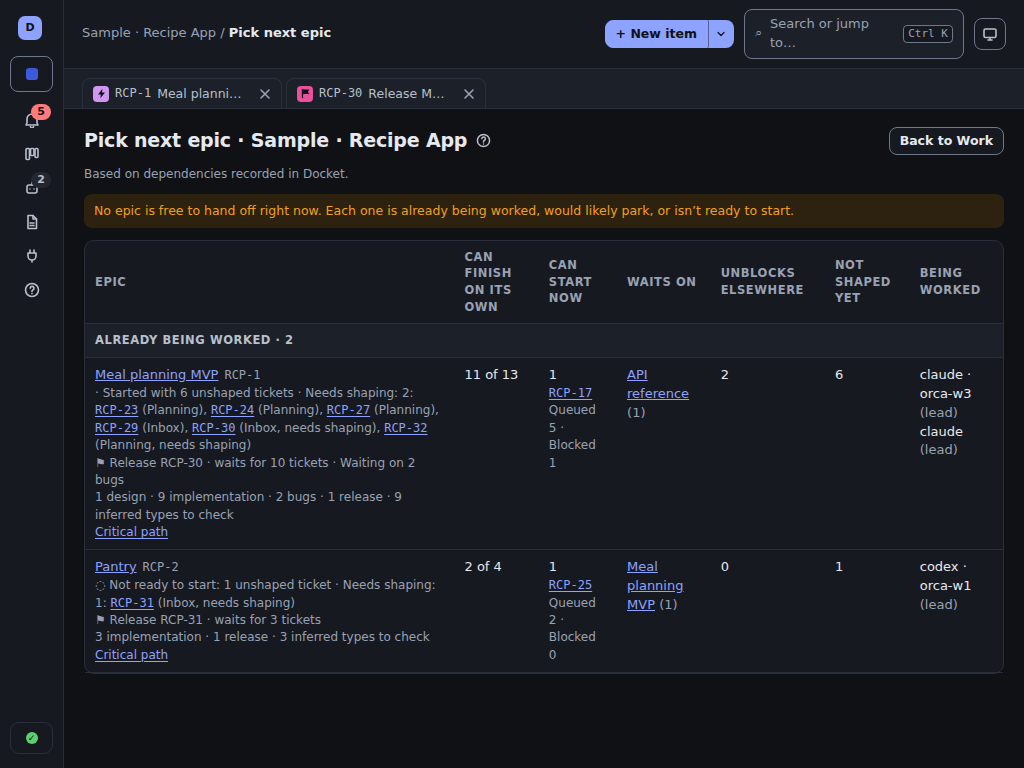 D
Sample · Recipe App / Pick next epic
+ New item
Search or jump to…
Ctrl K
5
2
RCP-1 Meal planni…
RCP-30 Release M…
Pick next epic · Sample · Recipe App
Back to Work
Based on dependencies recorded in Docket.
No epic is free to hand off right now. Each one is already being worked, would likely park, or isn’t ready to start.
EPIC
CAN FINISH ON ITS OWN
CAN START NOW
WAITS ON
UNBLOCKS ELSEWHERE
NOT SHAPED YET
BEING WORKED
ALREADY BEING WORKED · 2
Meal planning MVP RCP-1
· Started with 6 unshaped tickets · Needs shaping: 2:
RCP-23 (Planning), RCP-24 (Planning), RCP-27 (Planning),
RCP-29 (Inbox), RCP-30 (Inbox, needs shaping), RCP-32
(Planning, needs shaping)
⚑ Release RCP-30 · waits for 10 tickets · Waiting on 2
bugs
1 design · 9 implementation · 2 bugs · 1 release · 9
inferred types to check
Critical path
11 of 13
1
RCP-17
Queued
5 ·
Blocked
1
API
reference
(1)
2
6
claude ·
orca-w3
(lead)
claude
(lead)
Pantry RCP-2
◌ Not ready to start: 1 unshaped ticket · Needs shaping:
1: RCP-31 (Inbox, needs shaping)
⚑ Release RCP-31 · waits for 3 tickets
3 implementation · 1 release · 3 inferred types to check
Critical path
2 of 4
1
RCP-25
Queued
2 ·
Blocked
0
Meal
planning
MVP (1)
0
1
codex ·
orca-w1
(lead)